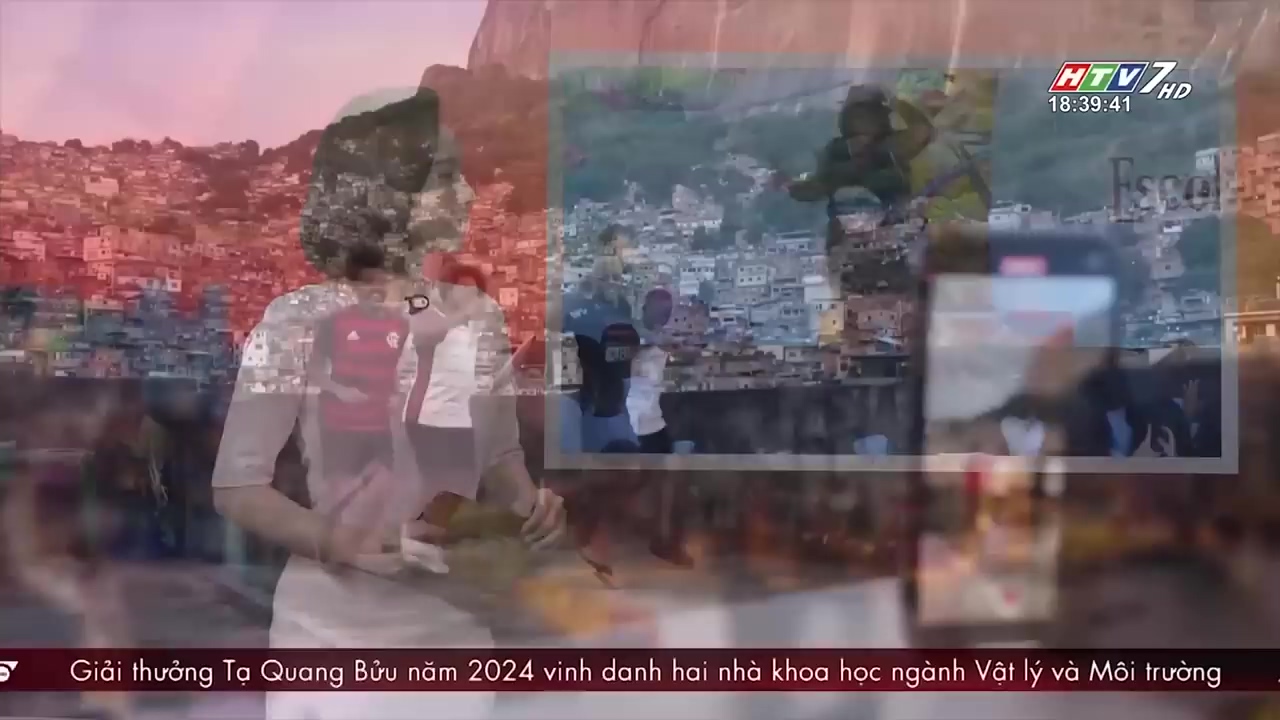 HTV7 HD
18:39:41
Esco
Giải thưởng Tạ Quang Bửu năm 2024 vinh danh hai nhà khoa học ngành Vật lý và Môi trường